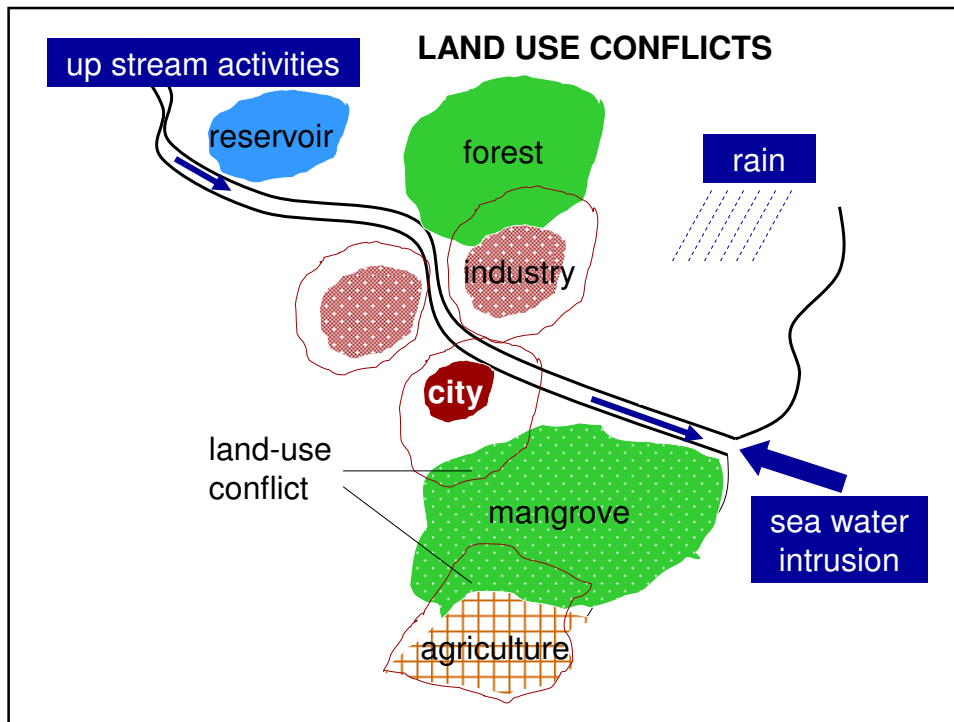 LAND USE CONFLICTS
up stream activities
reservoir
forest
rain
industry
city
land-use
conflict
mangrove
sea water
intrusion
agriculture